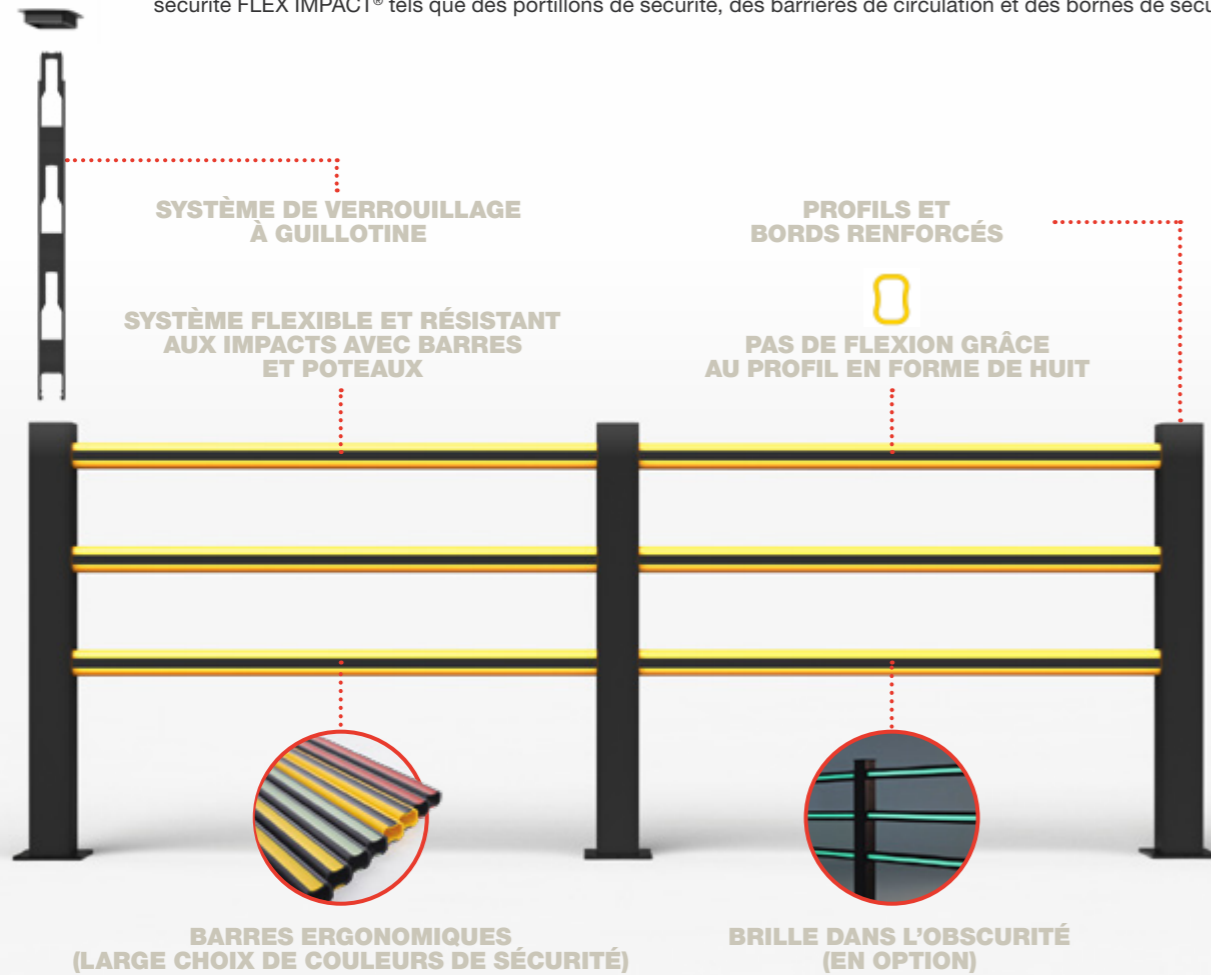 sécurité FLEX IMPACT® tels que des portillons de sécurité, des barrières de circulation et des bornes de sécu
SYSTÈME DE VERROUILLAGE
À GUILLOTINE
PROFILS ET
BORDS RENFORCÉS
SYSTÈME FLEXIBLE ET RÉSISTANT
AUX IMPACTS AVEC BARRES
ET POTEAUX
PAS DE FLEXION GRÂCE
AU PROFIL EN FORME DE HUIT
BARRES ERGONOMIQUES
(LARGE CHOIX DE COULEURS DE SÉCURITÉ)
BRILLE DANS L'OBSCURITÉ
(EN OPTION)